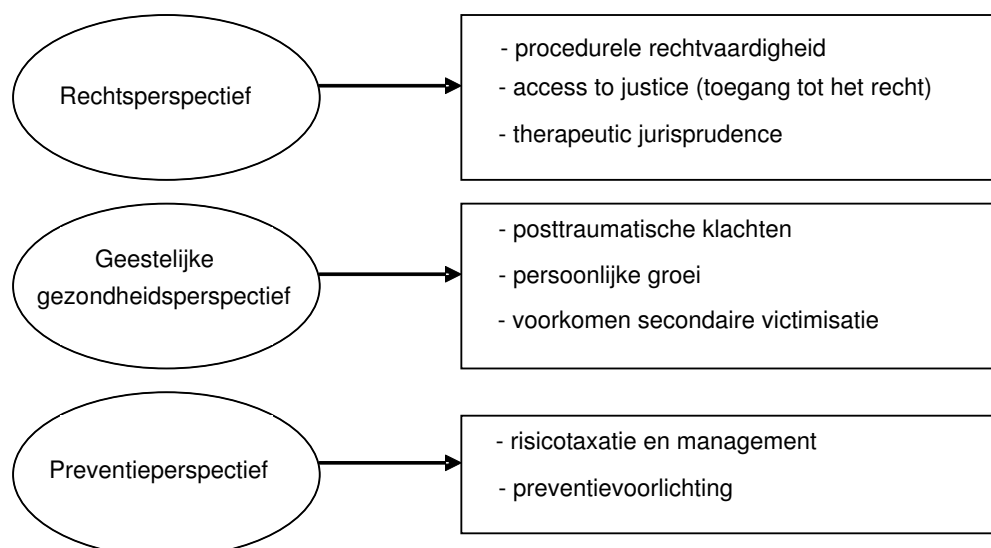 Rechtsperspectief
- procedurele rechtvaardigheid
- access to justice (toegang tot het recht)
- therapeutic jurisprudence
Geestelijke
gezondheidsperspectief
- posttraumatische klachten
- persoonlijke groei
- voorkomen secondaire victimisatie
Preventieperspectief
- risicotaxatie en management
- preventievoorlichting